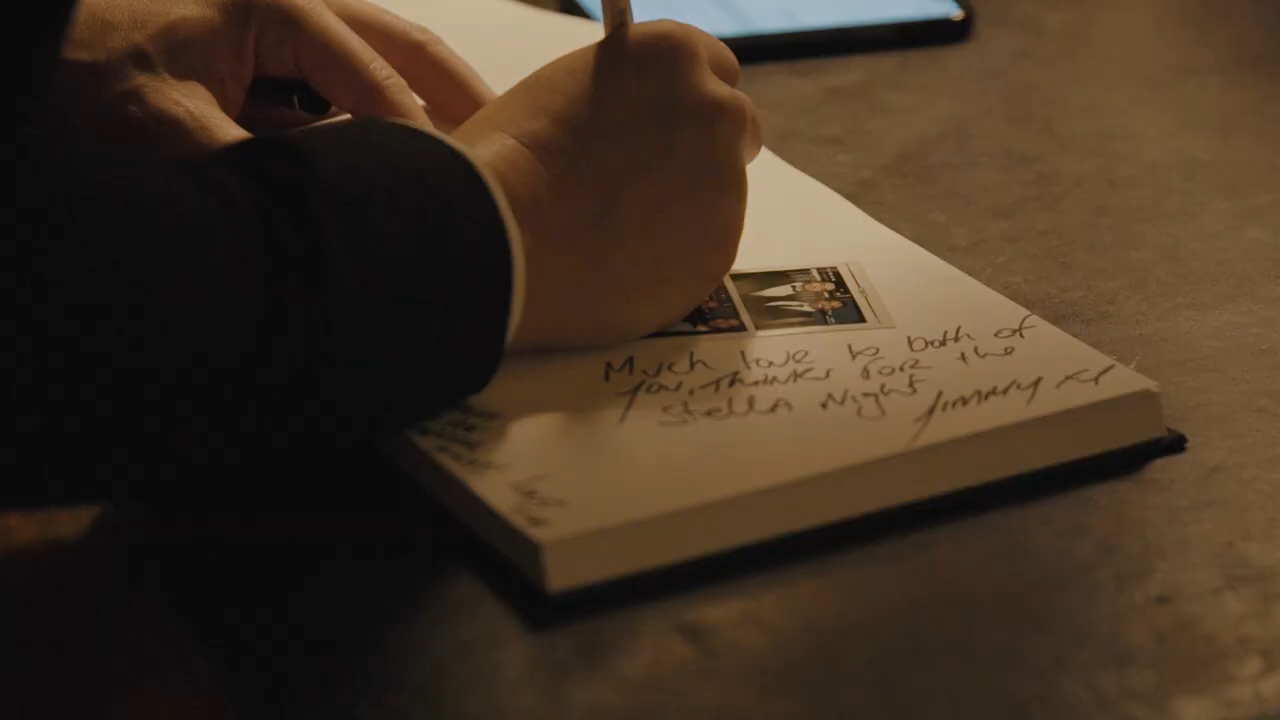 Much love to both of
you, Thanks FOR the
Stella Night Jimmy xx